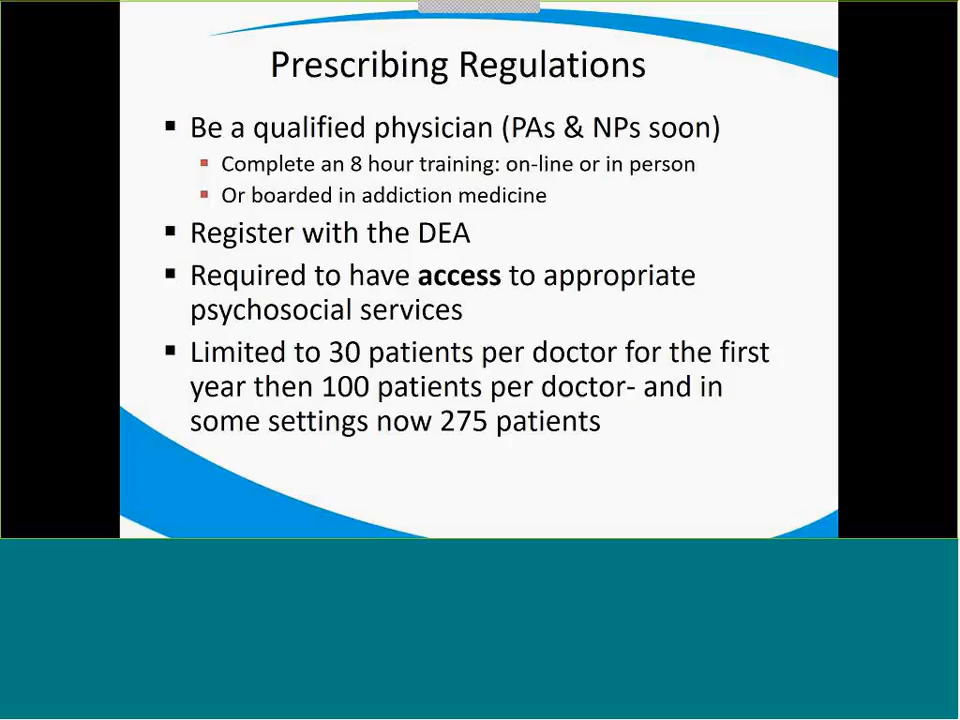 Prescribing Regulations
▪ Be a qualified physician (PAs & NPs soon)
▪ Complete an 8 hour training: on-line or in person
▪ Or boarded in addiction medicine
▪ Register with the DEA
▪ Required to have access to appropriate
psychosocial services
▪ Limited to 30 patients per doctor for the first
year then 100 patients per doctor- and in
some settings now 275 patients